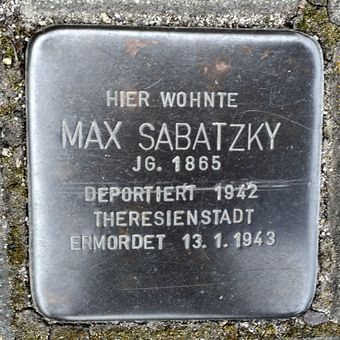 HIER WOHNTE
MAX SABATZKY
JG. 1865
DEPORTIERT 1942
THERESIENSTADT
ERMORDET 13.1.1943